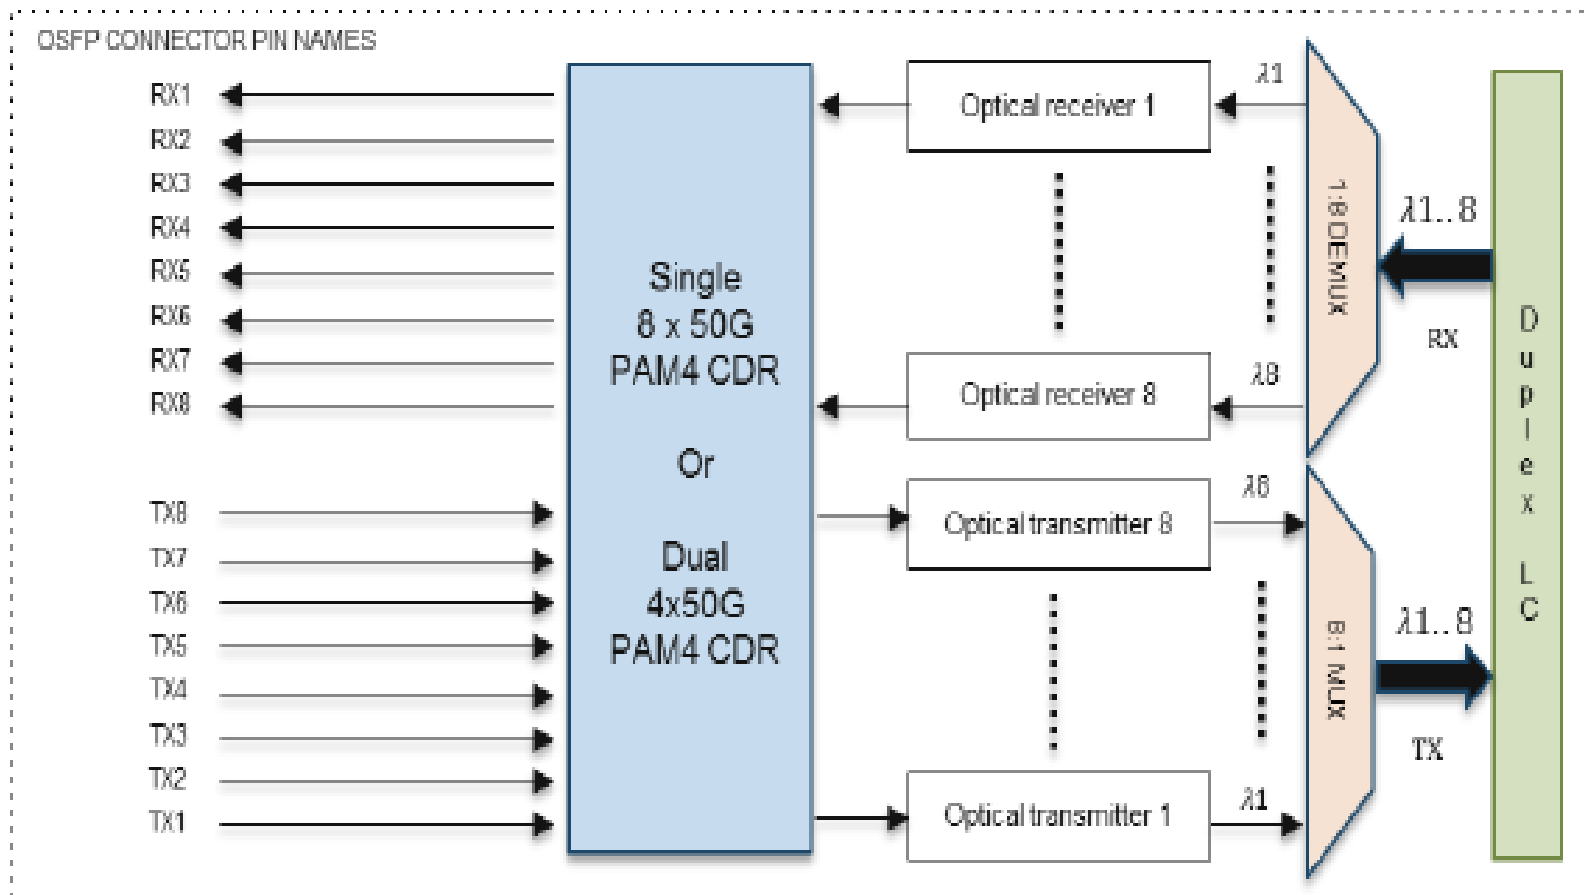 OSFP CONNECTOR PIN NAMES
RX1
RX2
RX3
RX4
RX5
RX6
RX7
RX8
TX8
TX7
TX6
TX5
TX4
TX3
TX2
TX1
Single
8 x 50G
PAM4 CDR
Or
Dual
4x50G
PAM4 CDR
Optical receiver 1
Optical receiver 8
Optical transmitter 8
Optical transmitter 1
λ1
λ8
λ8
λ1
1:8 DEMUX
8:1 MUX
λ1..8
RX
λ1..8
TX
Duplex LC